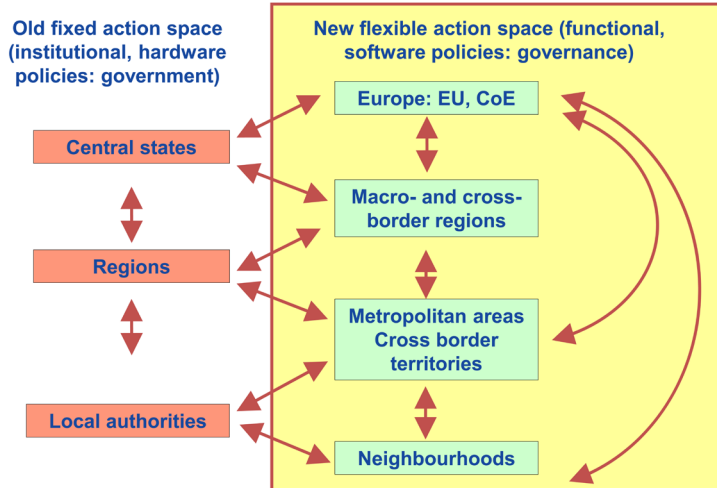 Old fixed action space
(institutional, hardware
policies: government)
New flexible action space (functional,
software policies: governance)
Europe: EU, CoE
Central states
Macro- and cross-
border regions
Regions
Metropolitan areas
Cross border
territories
Local authorities
Neighbourhoods